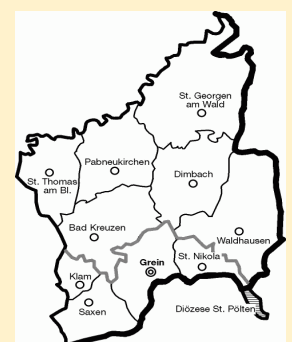 St. Georgen
am Wald
Pabneukirchen
St. Thomas
am Bl.
Dimbach
Bad Kreuzen
Waldhausen
Grein
St. Nikola
Klam
Saxen
Diözese St. Pölten